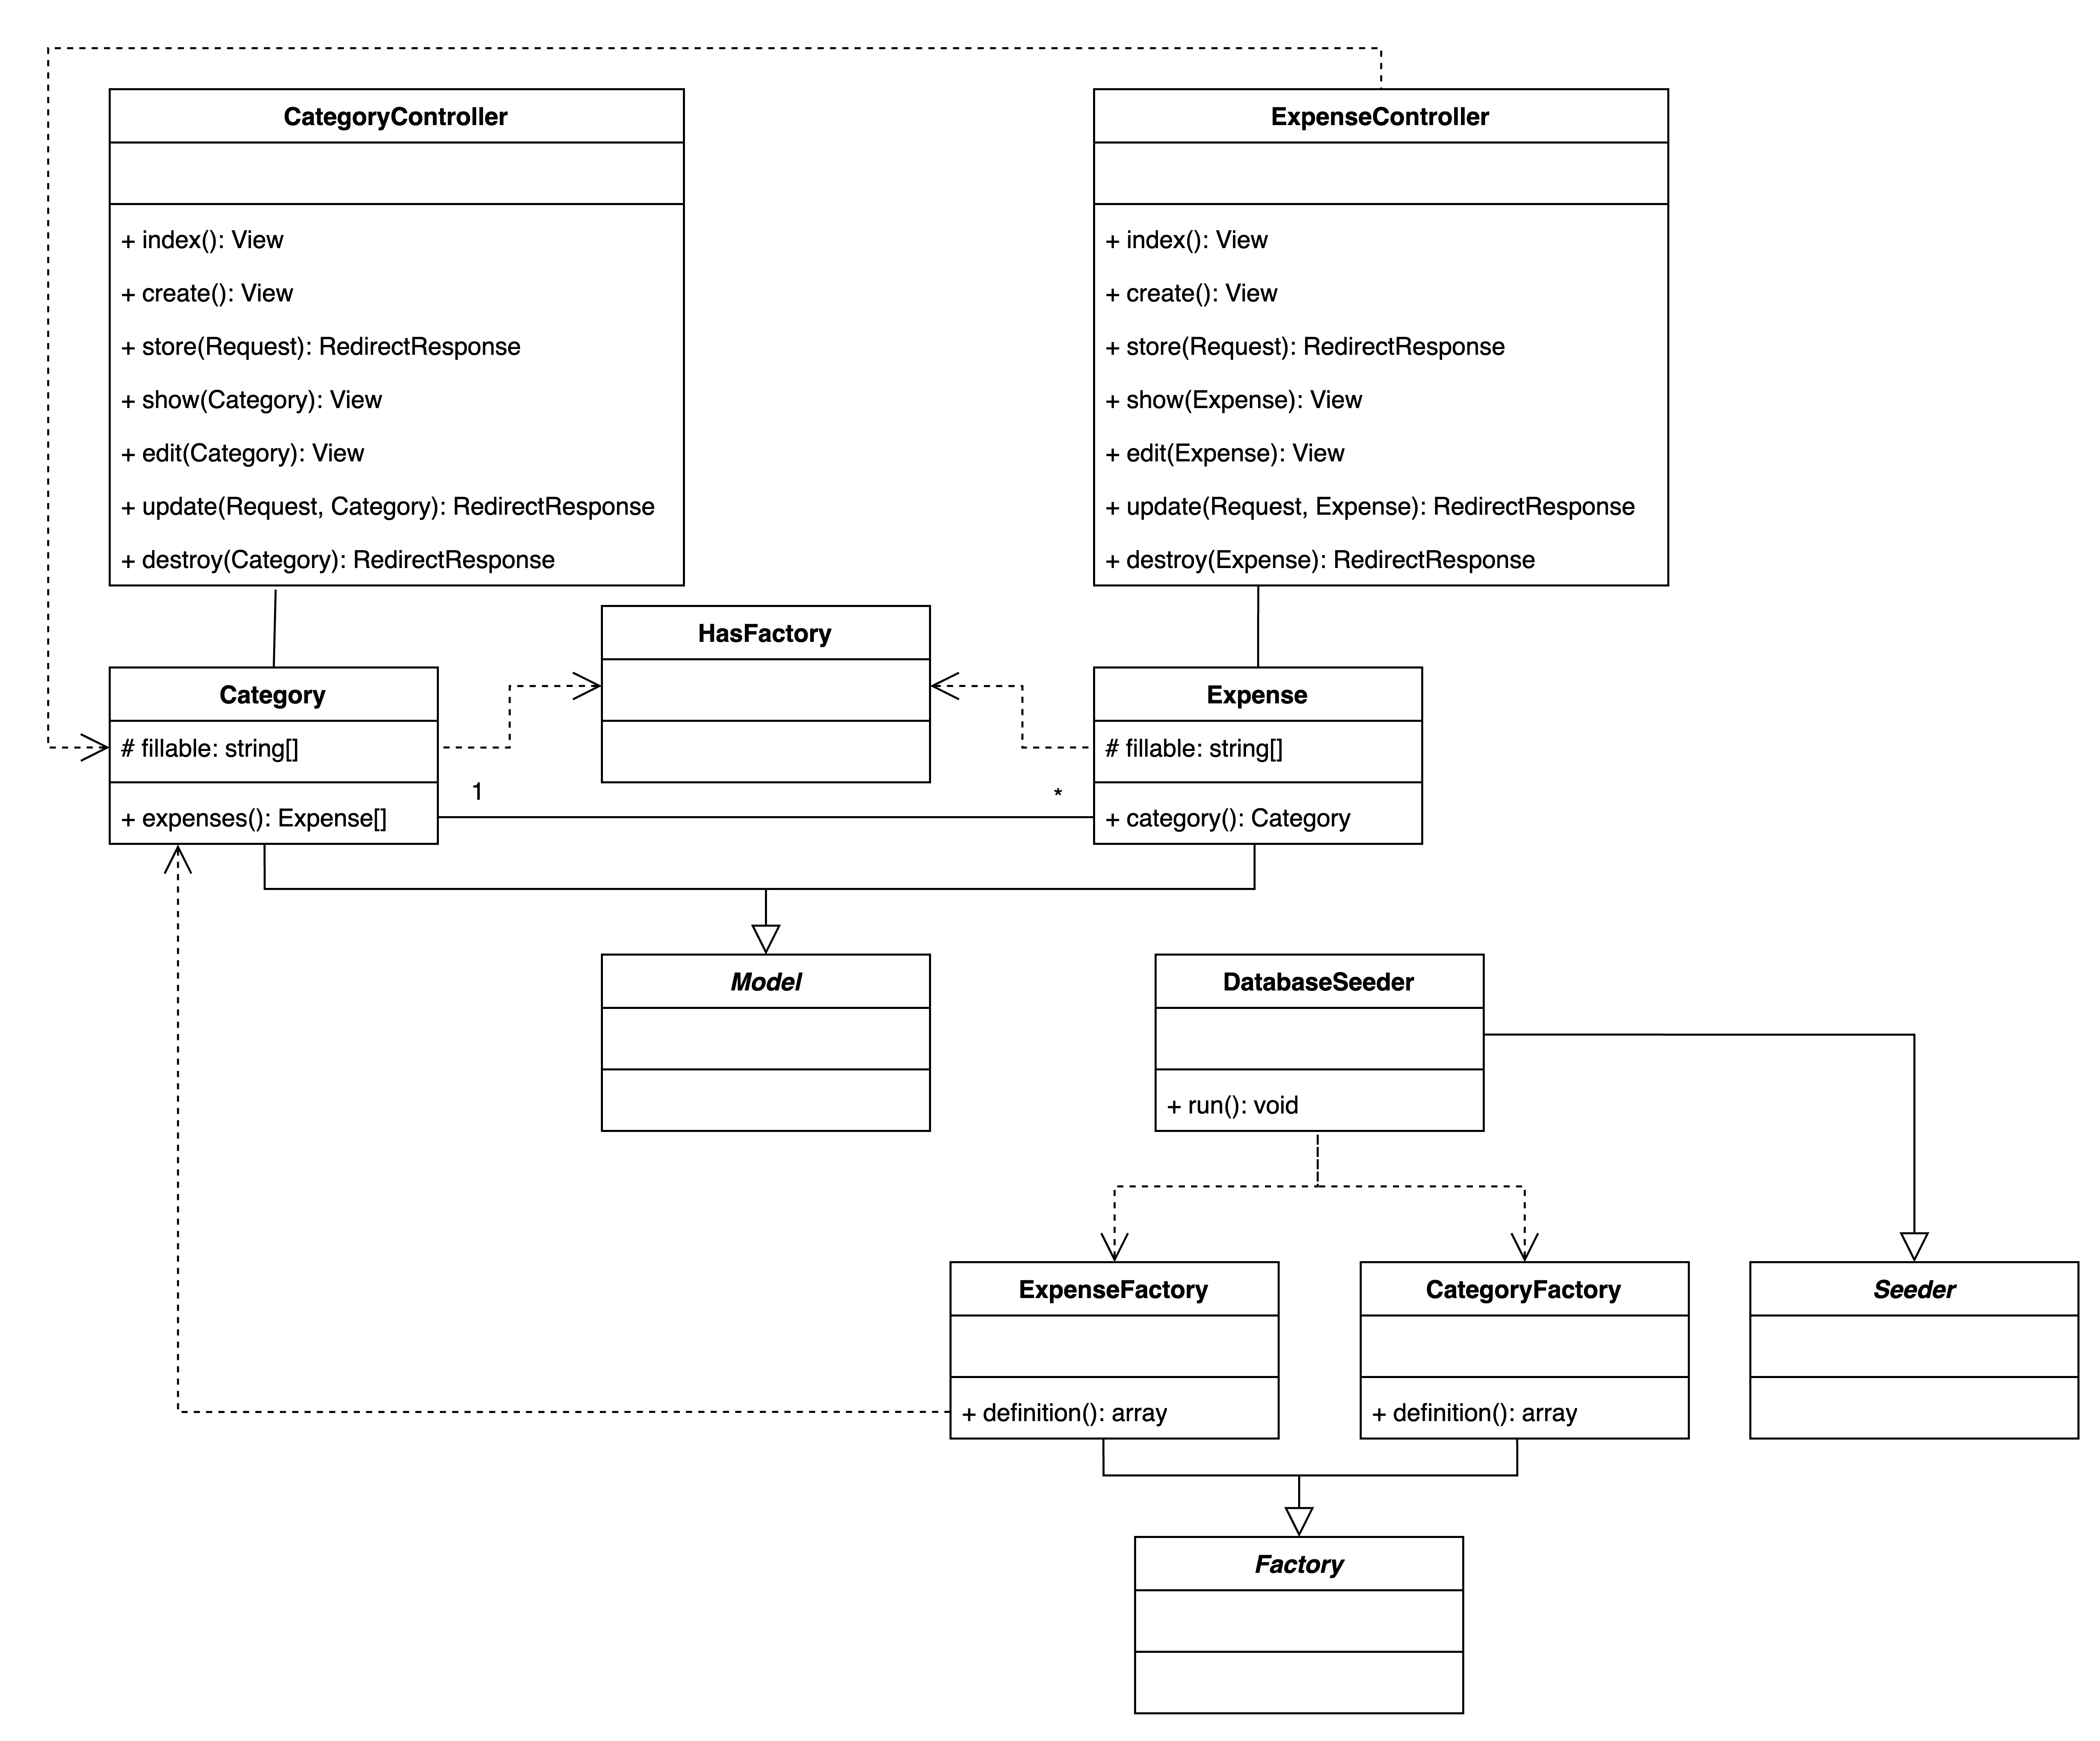 CategoryController
+ index(): View
+ create(): View
+ store(Request): RedirectResponse
+ show(Category): View
+ edit(Category): View
+ update(Request, Category): RedirectResponse
+ destroy(Category): RedirectResponse
ExpenseController
+ index(): View
+ create(): View
+ store(Request): RedirectResponse
+ show(Expense): View
+ edit(Expense): View
+ update(Request, Expense): RedirectResponse
+ destroy(Expense): RedirectResponse
HasFactory
Category
# fillable: string[]
+ expenses(): Expense[]
1
*
Expense
# fillable: string[]
+ category(): Category
Model
DatabaseSeeder
+ run(): void
ExpenseFactory
+ definition(): array
CategoryFactory
+ definition(): array
Seeder
Factory